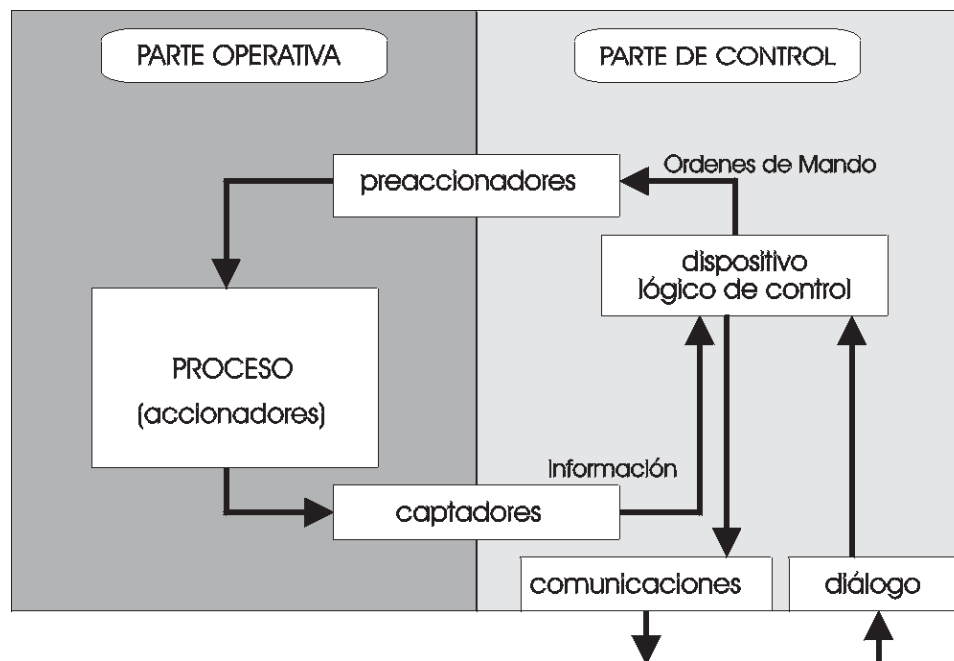 PARTE OPERATIVA
PARTE DE CONTROL
Ordenes de Mando
preaccionadores
dispositivo
lógico de control
PROCESO
(accionadores)
Información
captadores
comunicaciones
diálogo